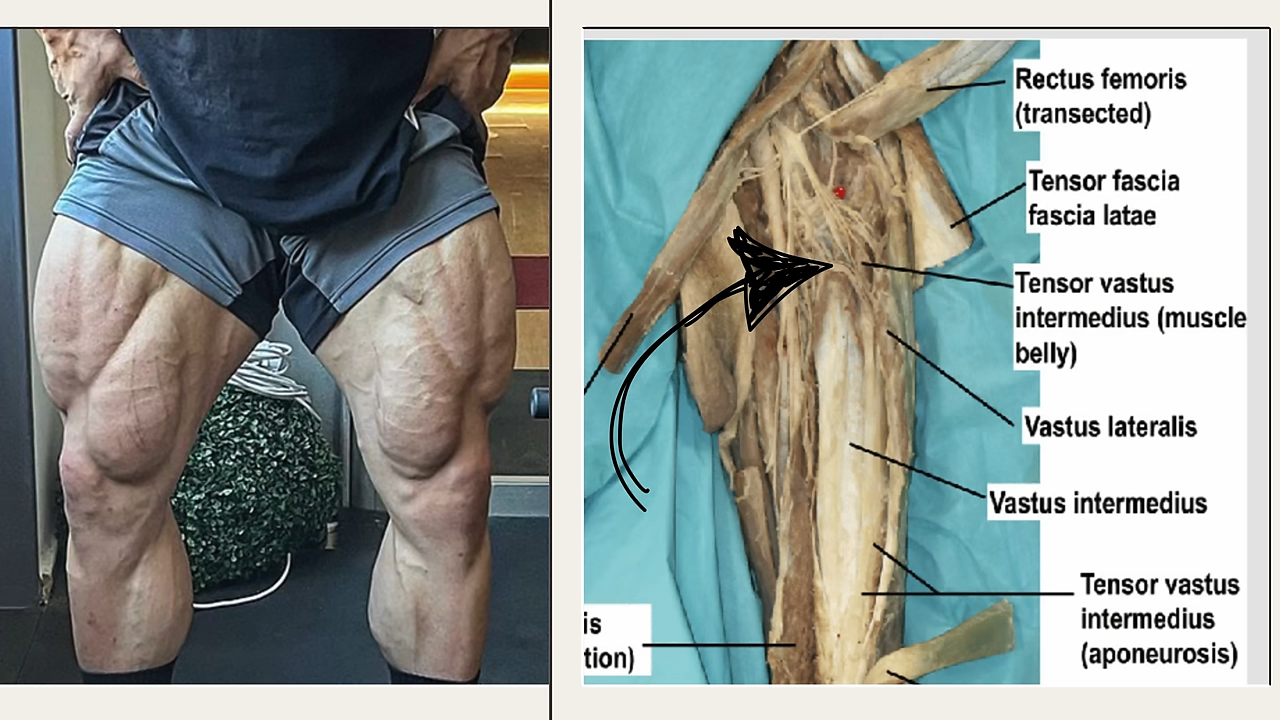 Rectus femoris
(transected)
Tensor fascia
fascia latae
Tensor vastus
intermedius (muscle
belly)
Vastus lateralis
Vastus intermedius
Tensor vastus
intermedius
(aponeurosis)
is
tion)